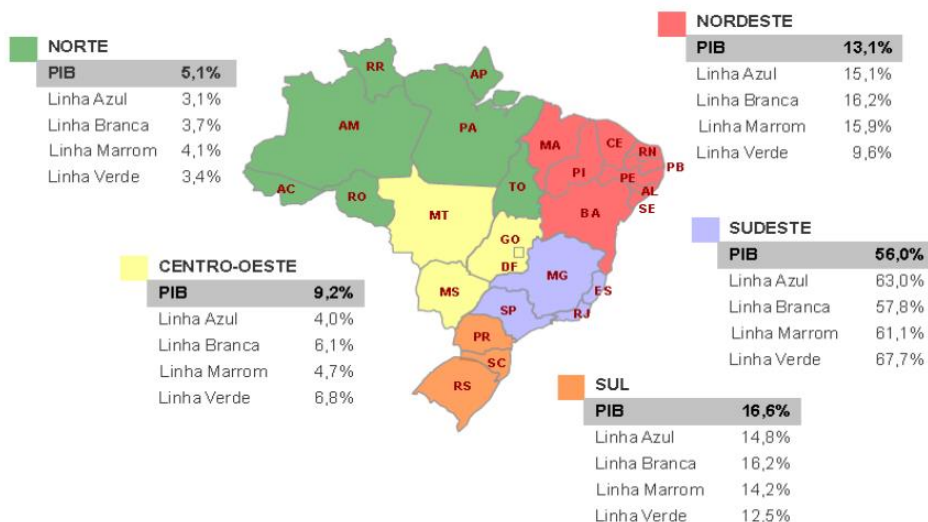 NORTE
PIB 5,1%
Linha Azul 3,1%
Linha Branca 3,7%
Linha Marrom 4,1%
Linha Verde 3,4%
NORDESTE
PIB 13,1%
Linha Azul 15,1%
Linha Branca 16,2%
Linha Marrom 15,9%
Linha Verde 9,6%
RR
AP
AM
PA
MA
CE
RN
PB
PI
PE
AL
SE
AC
RO
TO
BA
MT
GO
DF
MG
ES
MS
SP
RJ
PR
SC
RS
CENTRO-OESTE
PIB 9,2%
Linha Azul 4,0%
Linha Branca 6,1%
Linha Marrom 4,7%
Linha Verde 6,8%
SUDESTE
PIB 56,0%
Linha Azul 63,0%
Linha Branca 57,8%
Linha Marrom 61,1%
Linha Verde 67,7%
SUL
PIB 16,6%
Linha Azul 14,8%
Linha Branca 16,2%
Linha Marrom 14,2%
Linha Verde 12,5%